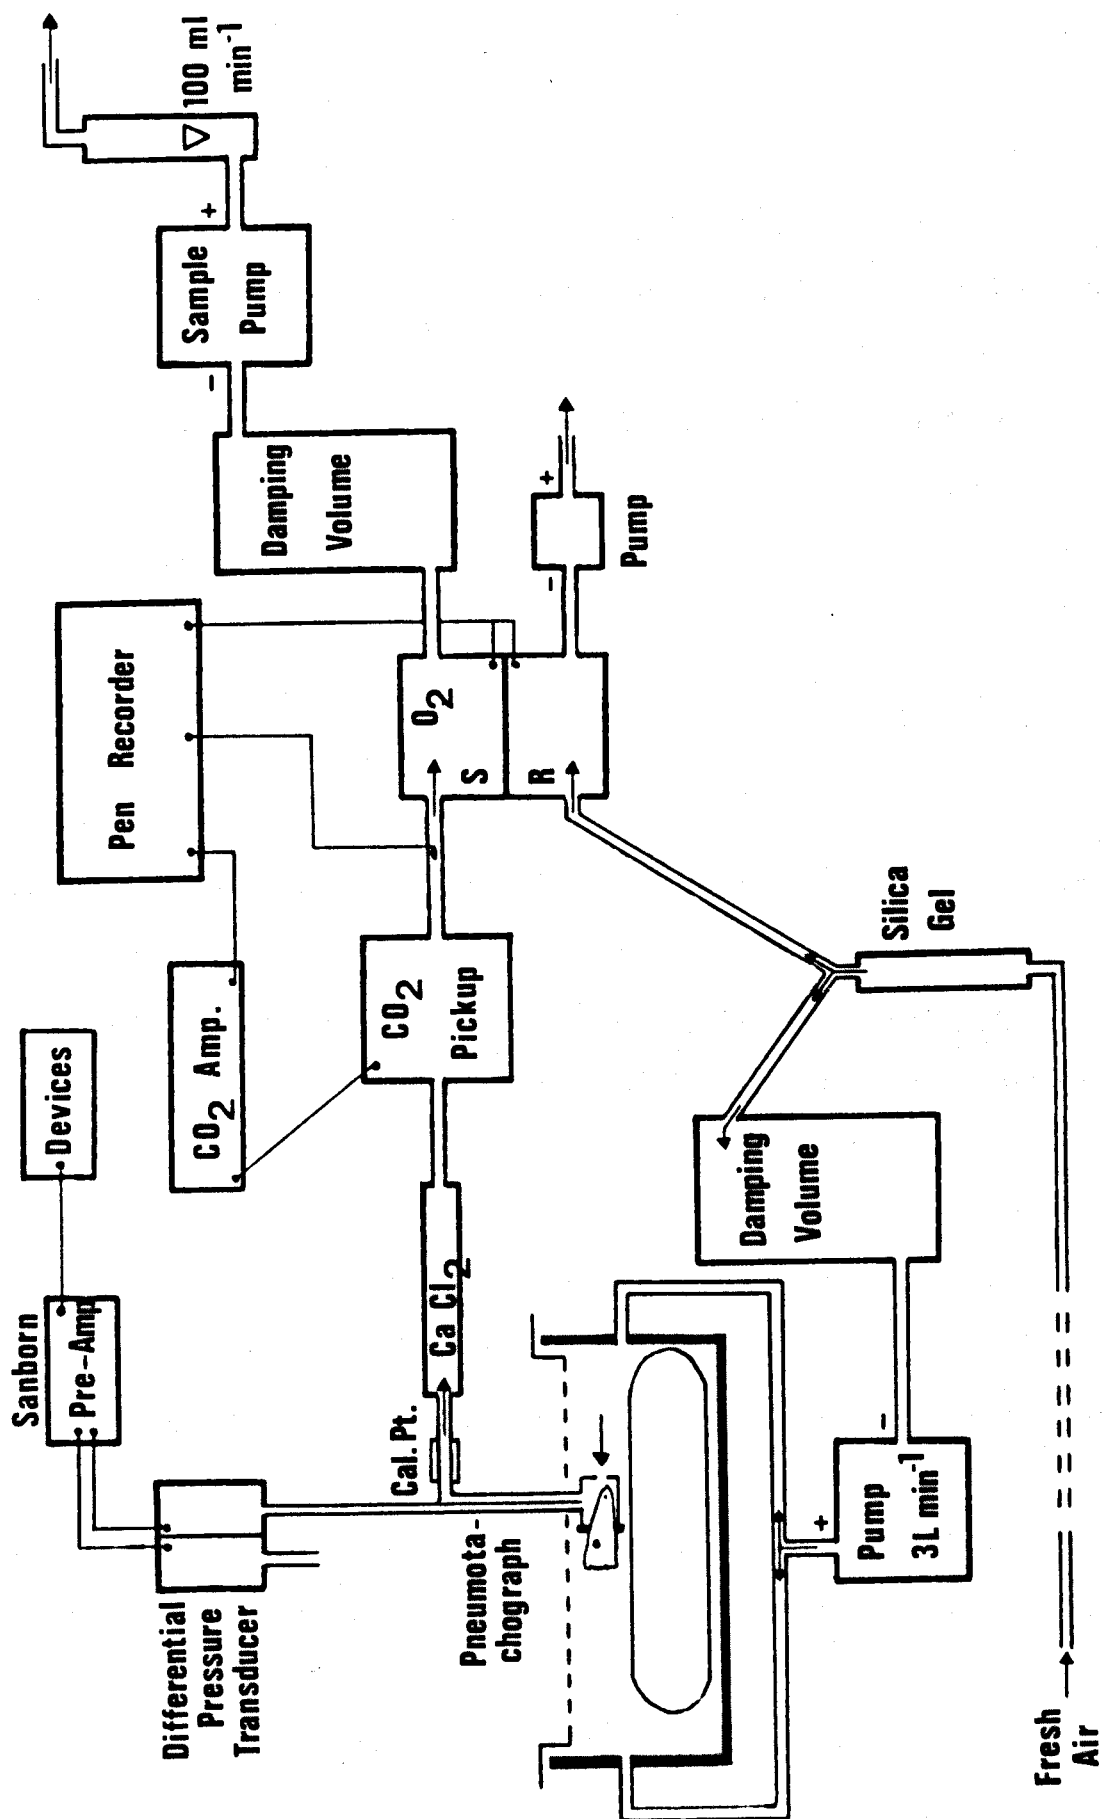 Differential
Pressure
Transducer
Sanborn
Pre-Amp
Devices
CO2 Amp.
Pen Recorder
Pneumota-
chograph
Cal. Pt.
Ca Cl2
CO2
Pickup
O2
S
R
Damping
Volume
-
Sample
Pump
+
100 ml
min-1
-
+
Pump
Fresh
Air
+
Pump
3L min-1
-
Damping
Volume
Silica
Gel